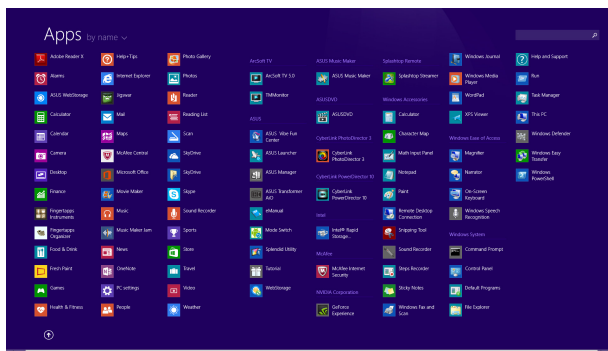 Apps by name
Adobe Reader X
Alarms
ASUS WebStorage
Calculator
Calendar
Camera
Desktop
Finance
Fingertapps
Instruments
Fingertapps
Organizer
Food & Drink
Fresh Paint
Games
Health & Fitness
Help+Tips
Internet Explorer
Jigswar
Mail
Maps
McAfee Central
Microsoft Office
Movie Maker
Music
Music Maker Jam
News
OneNote
PC settings
People
Photo Gallery
Photos
Reader
Reading List
Scan
SkyDrive
SkyDrive
Skype
Sound Recorder
Sports
Store
Travel
Video
Weather
ArcSoft TV
ArcSoft TV 5.0
TMMonitor
ASUS
ASUS Vibe Fun
Center
ASUS Launcher
ASUS Manager
ASUS Transformer
AiO
eManual
Mode Switch
Splendid Utility
Tutorial
WebStorage
ASUS Music Maker
ASUS Music Maker
ASUSDVD
ASUSDVD
CyberLink PhotoDirector 3
CyberLink
PhotoDirector 3
CyberLink PowerDirector 10
CyberLink
PowerDirector 10
Intel
Intel® Rapid
Storage...
McAfee
McAfee Internet
Security
NVIDIA Corporation
GeForce
Experience
Splashtop Remote
Splashtop Streamer
Windows Accessories
Calculator
Character Map
Math Input Panel
Notepad
Paint
Remote Desktop
Connection
Snipping Tool
Sound Recorder
Steps Recorder
Sticky Notes
Windows Fax and
Scan
Windows Journal
Windows Media
Player
WordPad
XPS Viewer
Windows Ease of Access
Magnifier
Narrator
On-Screen
Keyboard
Windows Speech
Recognition
Windows System
Command Prompt
Control Panel
Default Programs
File Explorer
Help and Support
Run
Task Manager
This PC
Windows Defender
Windows Easy
Transfer
Windows
PowerShell